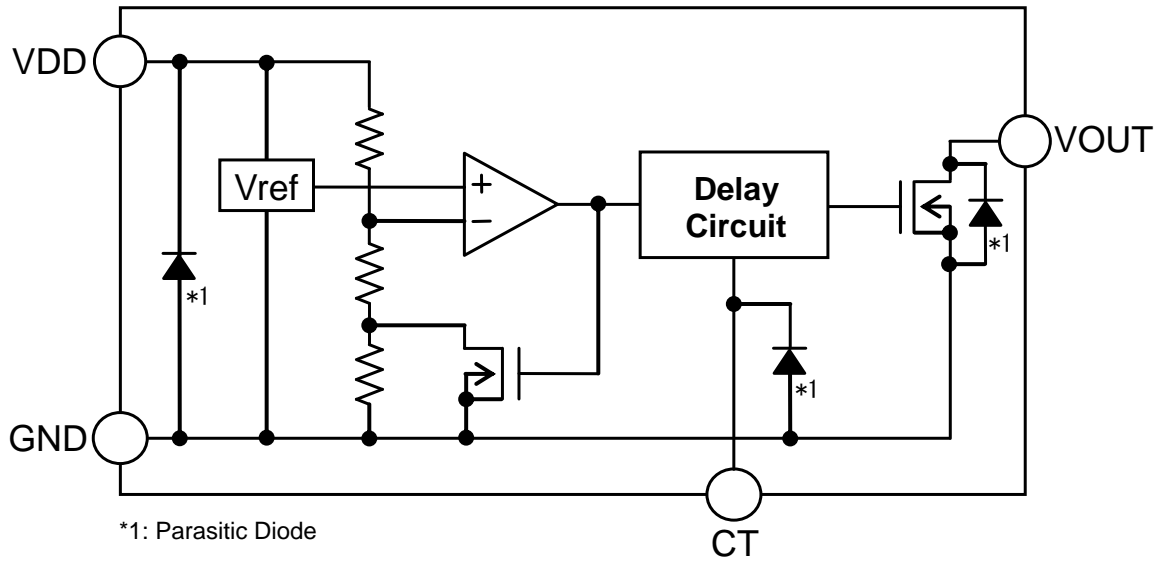 VDD
VOUT
Vref
+
−
Delay
Circuit
*1
*1
*1
GND
*1: Parasitic Diode
CT